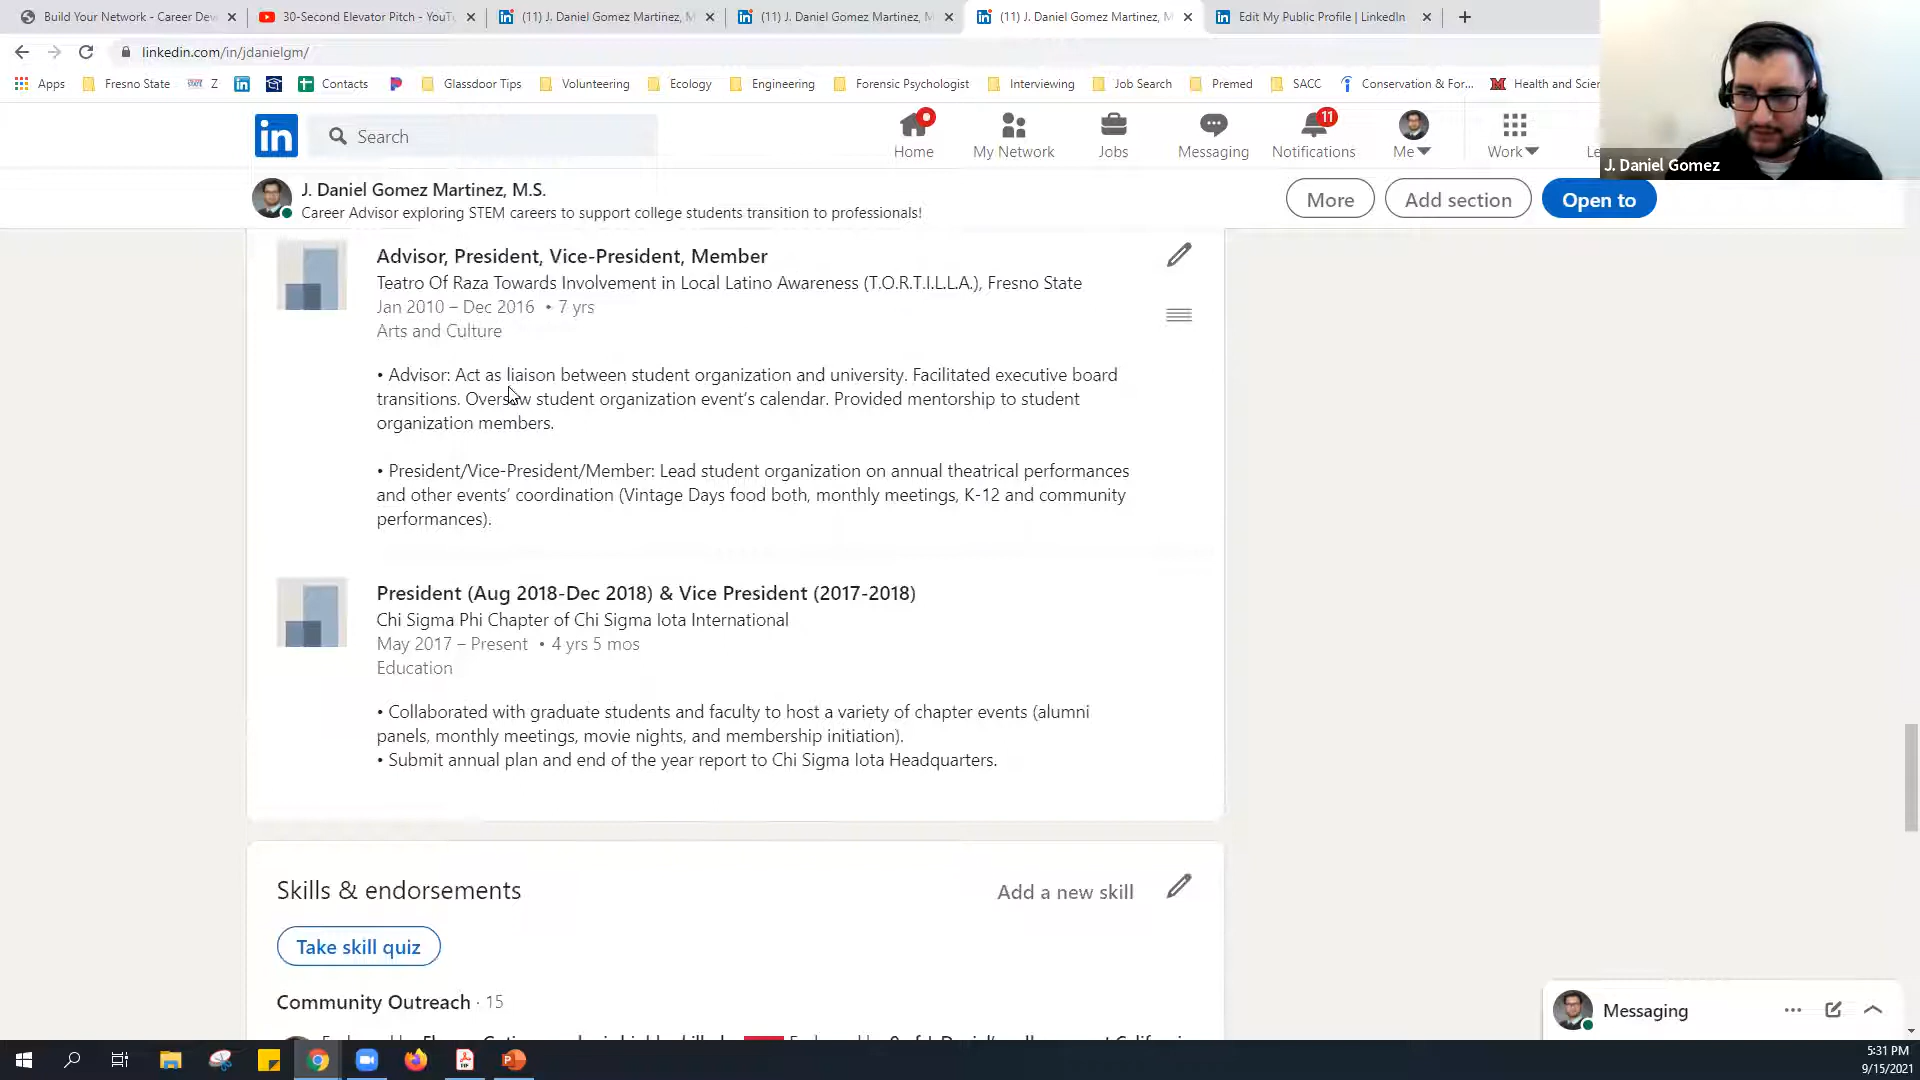 Build Your Network - Career Dev
30-Second Elevator Pitch - YouTu
(11) J. Daniel Gomez Martinez, M
(11) J. Daniel Gomez Martinez, M
(11) J. Daniel Gomez Martinez, M
Edit My Public Profile | LinkedIn
linkedin.com/in/jdanielgm/
Apps
Fresno State
Z
Contacts
Glassdoor Tips
Volunteering
Ecology
Engineering
Forensic Psychologist
Interviewing
Job Search
Premed
SACC
Conservation & For...
Health and Scien
in
Search
Home
My Network
Jobs
Messaging
11
Notifications
Me
Work
Le
J. Daniel Gomez
J. Daniel Gomez Martinez, M.S.
Career Advisor exploring STEM careers to support college students transition to professionals!
More
Add section
Open to
Advisor, President, Vice-President, Member
Teatro Of Raza Towards Involvement in Local Latino Awareness (T.O.R.T.I.L.L.A.), Fresno State
Jan 2010 – Dec 2016 • 7 yrs
Arts and Culture
• Advisor: Act as liaison between student organization and university. Facilitated executive board
transitions. Oversaw student organization event's calendar. Provided mentorship to student
organization members.
• President/Vice-President/Member: Lead student organization on annual theatrical performances
and other events' coordination (Vintage Days food both, monthly meetings, K-12 and community
performances).
President (Aug 2018-Dec 2018) & Vice President (2017-2018)
Chi Sigma Phi Chapter of Chi Sigma Iota International
May 2017 – Present • 4 yrs 5 mos
Education
• Collaborated with graduate students and faculty to host a variety of chapter events (alumni
panels, monthly meetings, movie nights, and membership initiation).
• Submit annual plan and end of the year report to Chi Sigma Iota Headquarters.
Skills & endorsements
Add a new skill
Take skill quiz
Community Outreach · 15
Messaging
5:31 PM
9/15/2021